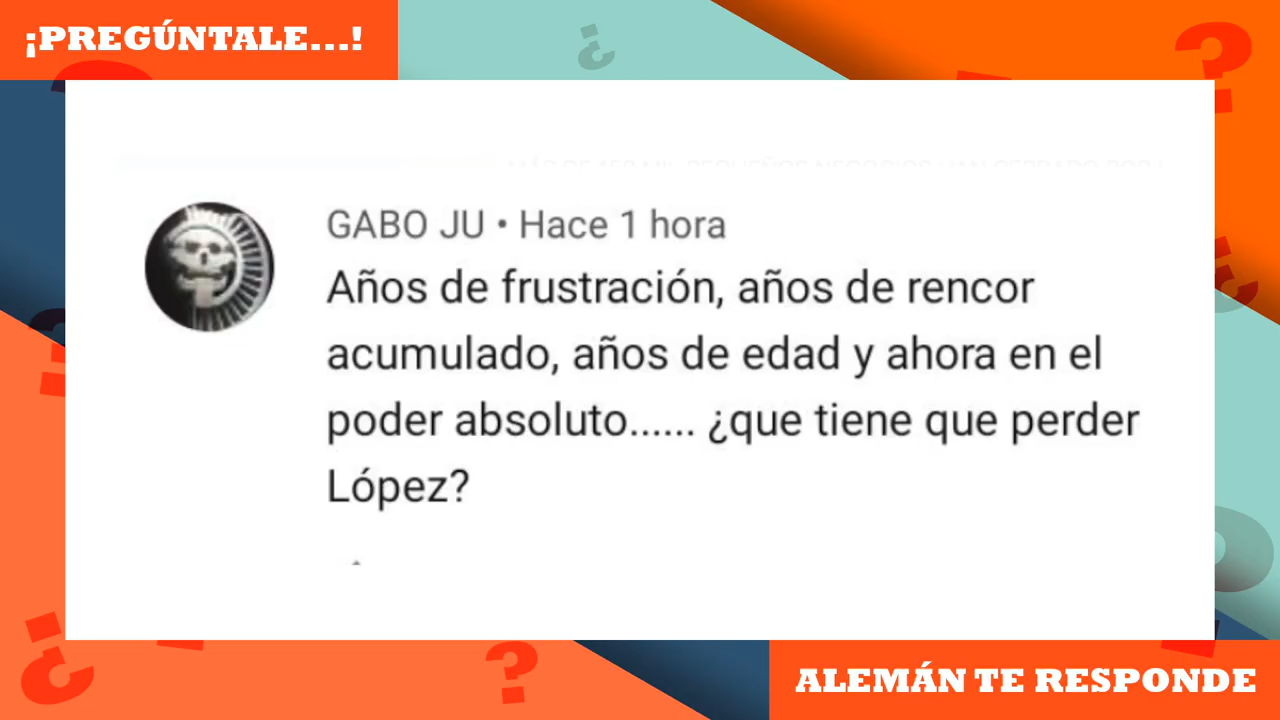 ¡PREGÚNTALE...!
GABO JU • Hace 1 hora
Años de frustración, años de rencor
acumulado, años de edad y ahora en el
poder absoluto...... ¿que tiene que perder
López?
ALEMÁN TE RESPONDE